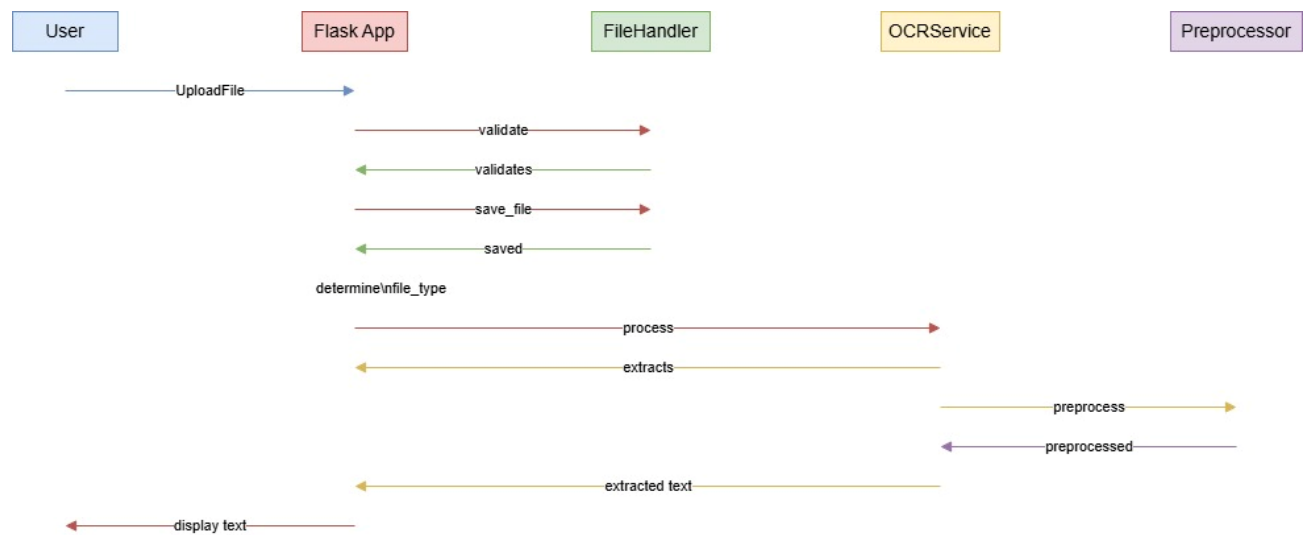 User
Flask App
FileHandler
OCRService
Preprocessor
UploadFile
validate
validates
save_file
saved
determine\nfile_type
process
extracts
preprocess
preprocessed
extracted text
display text